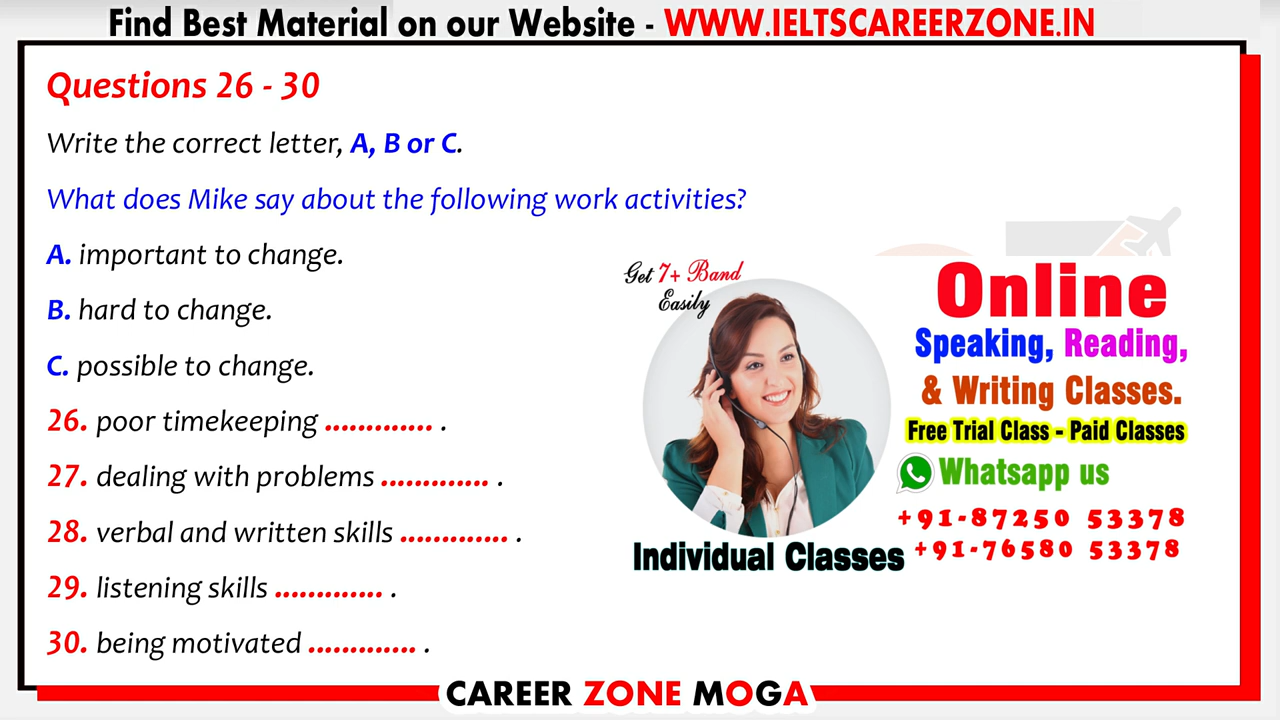 Find Best Material on our Website - WWW.IELTSCAREERZONE.IN
Questions 26 - 30
Write the correct letter, A, B or C.
What does Mike say about the following work activities?
A. important to change.
B. hard to change.
C. possible to change.
26. poor timekeeping ............. .
27. dealing with problems ............. .
28. verbal and written skills ............. .
29. listening skills ............. .
30. being motivated ............. .
Get 7+ Band
Easily
Individual Classes
Online
Speaking, Reading,
& Writing Classes.
Free Trial Class - Paid Classes
Whatsapp us
+91-87250 53378
+91-76580 53378
CAREER ZONE MOGA